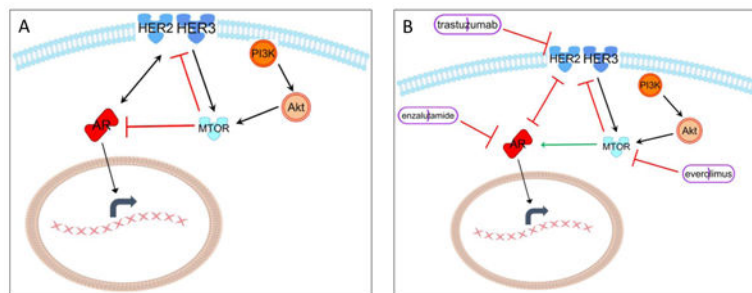 A
HER2 HER3
PI3K
Akt
AR
MTOR
B
trastuzumab
HER2 HER3
PI3K
enzalutamide
Akt
AR
MTOR
everolimus